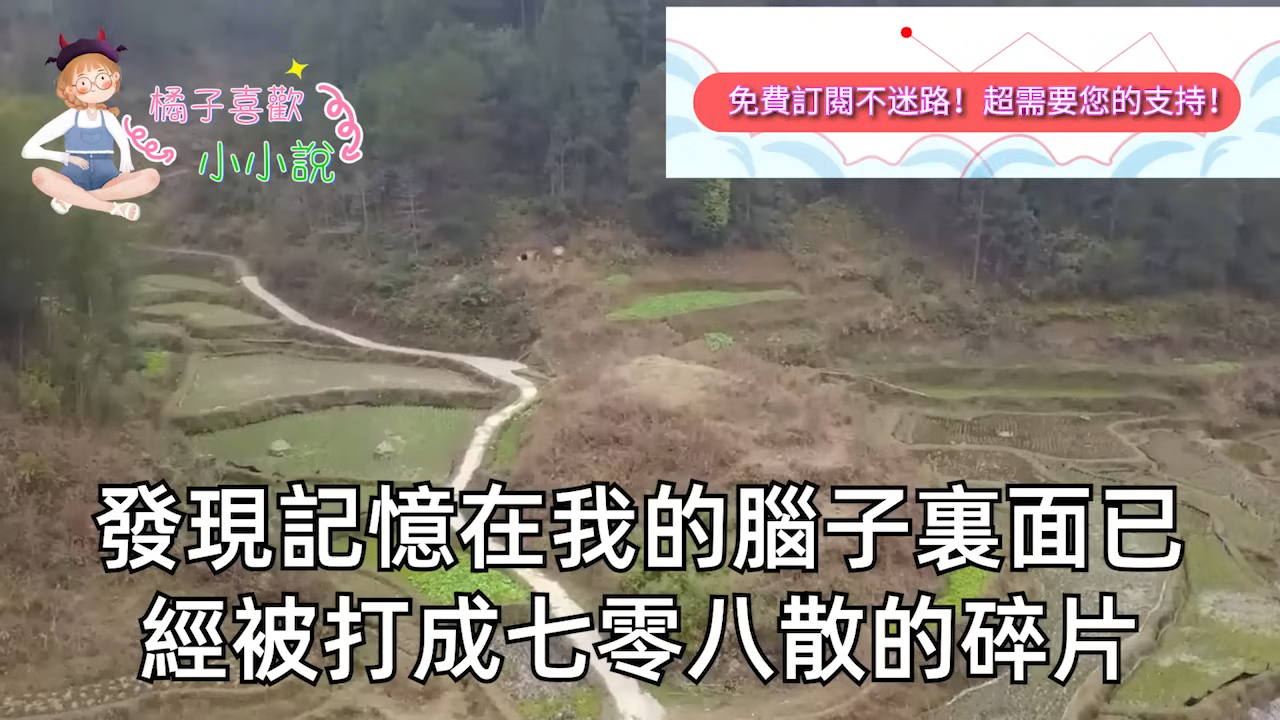 橘子喜歡
小小說
免費訂閱不迷路！超需要您的支持！
發現記憶在我的腦子裏面已
經被打成七零八散的碎片